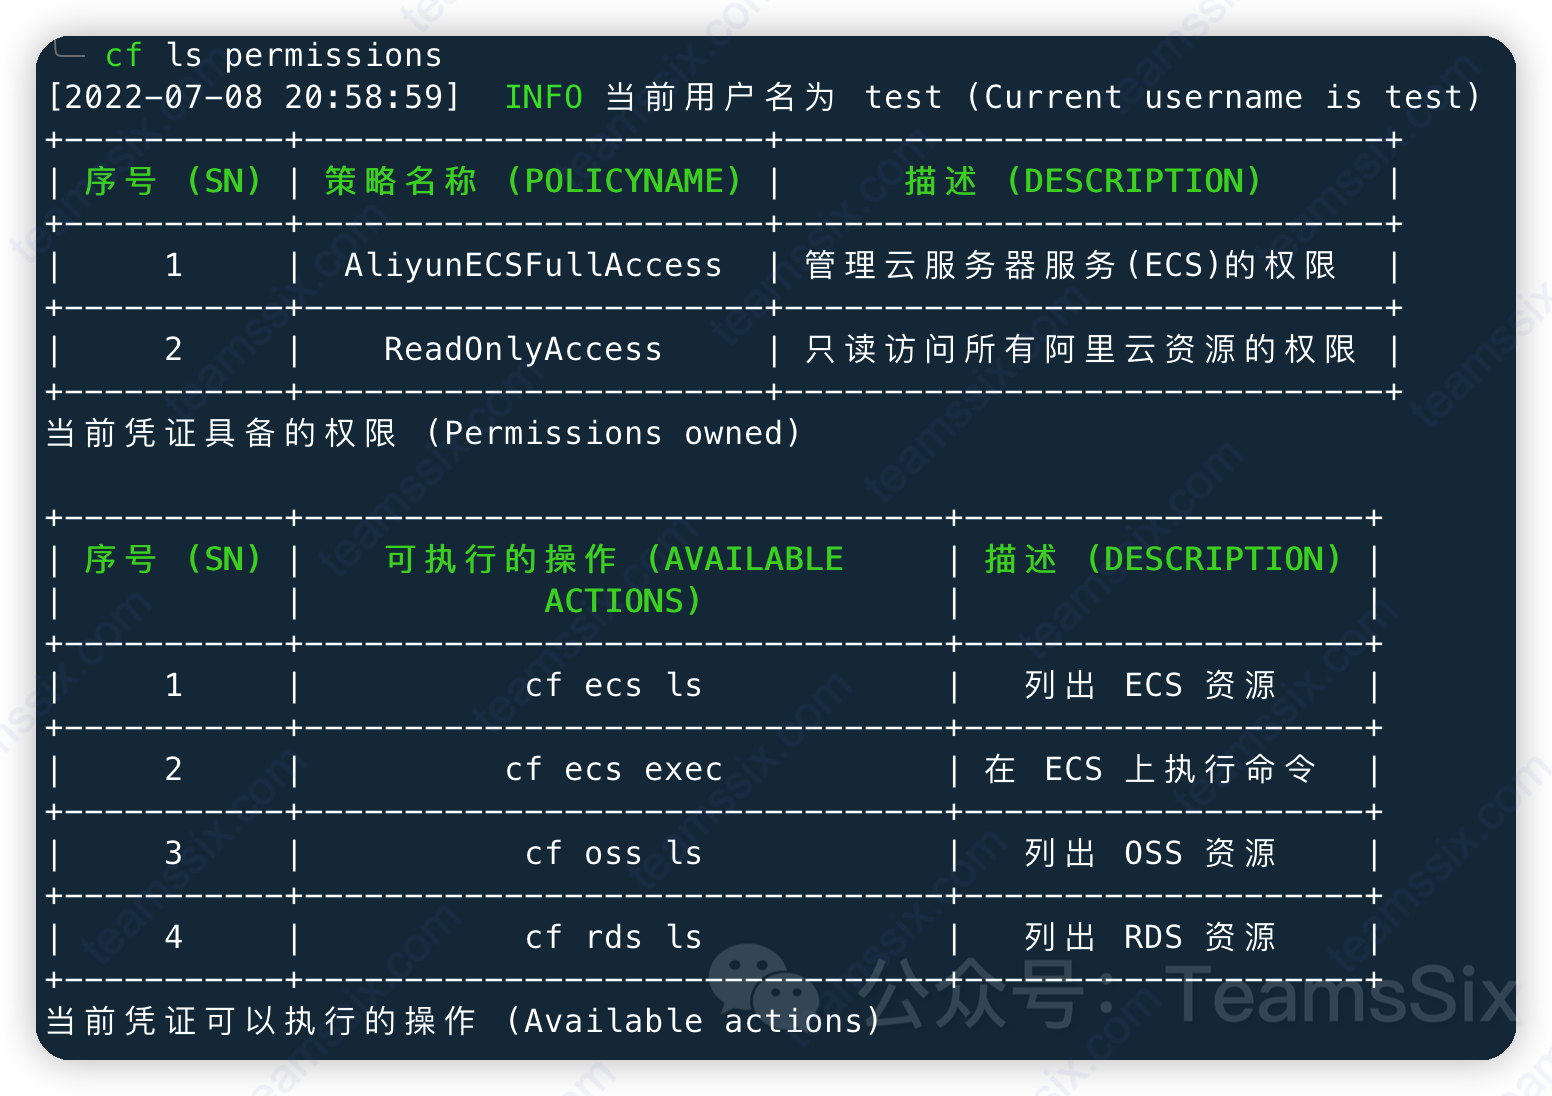 cf ls permissions
[2022-07-08 20:58:59] INFO 当前用户名为 test (Current username is test)
+-----------+-----------------------+------------------------------+
| 序号 (SN) | 策略名称 (POLICYNAME) | 描述 (DESCRIPTION) |
+-----------+-----------------------+------------------------------+
| 1 | AliyunECSFullAccess | 管理云服务器服务(ECS)的权限 |
+-----------+-----------------------+------------------------------+
| 2 | ReadOnlyAccess | 只读访问所有阿里云资源的权限 |
+-----------+-----------------------+------------------------------+
当前凭证具备的权限 (Permissions owned)
+-----------+--------------------------------+--------------------+
| 序号 (SN) | 可执行的操作 (AVAILABLE | 描述 (DESCRIPTION) |
| | ACTIONS) | |
+-----------+--------------------------------+--------------------+
| 1 | cf ecs ls | 列出 ECS 资源 |
+-----------+--------------------------------+--------------------+
| 2 | cf ecs exec | 在 ECS 上执行命令 |
+-----------+--------------------------------+--------------------+
| 3 | cf oss ls | 列出 OSS 资源 |
+-----------+--------------------------------+--------------------+
| 4 | cf rds ls | 列出 RDS 资源 |
+-----------+--------------------------------+--------------------+
当前凭证可以执行的操作 (Available actions)
公众号：TeamsSix
teamssix.com